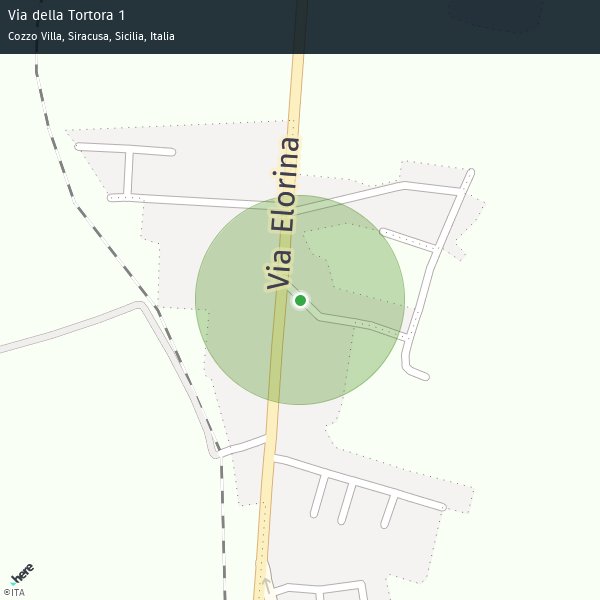 Via della Tortora 1
Cozzo Villa, Siracusa, Sicilia, Italia
Via Elorina
here
©ITA